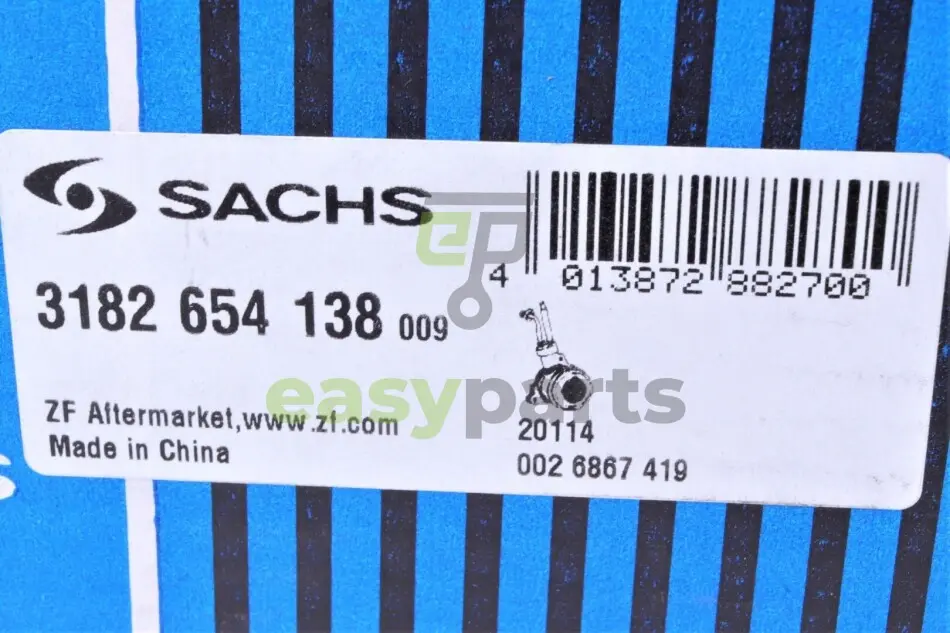 SACHS
4 013872 882700
3182 654 138 009
easyparts
ZF Aftermarket,www.zf.com
Made in China
20114
002 6867 419